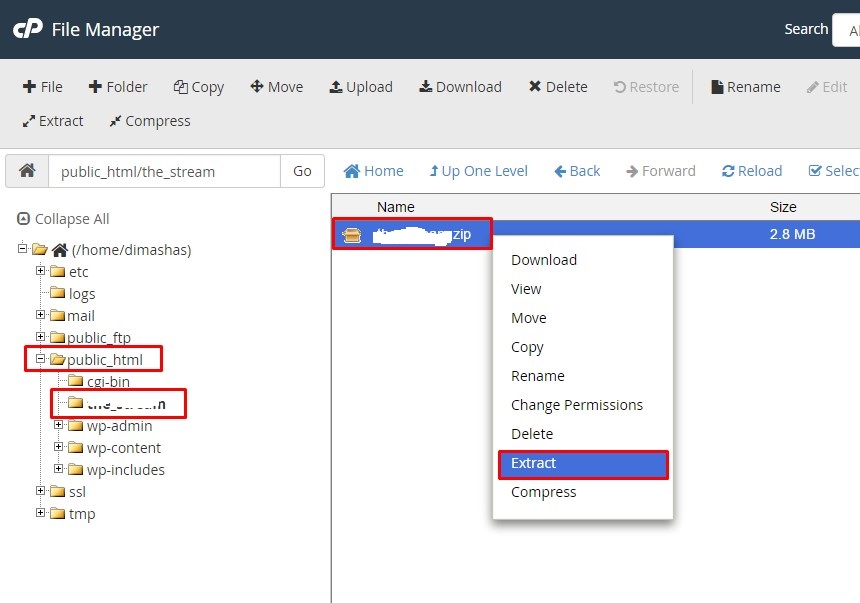 cP File Manager
Search
All
File Folder Copy Move Upload Download Delete Restore Rename Edit
Extract Compress
public_html/the_stream Go Home Up One Level Back Forward Reload Selec
Collapse All
Name Size
zip 2.8 MB
(/home/dimashas)
etc
logs
mail
public_ftp
public_html
cgi-bin
wp-admin
wp-content
wp-includes
ssl
tmp
Download
View
Move
Copy
Rename
Change Permissions
Delete
Extract
Compress